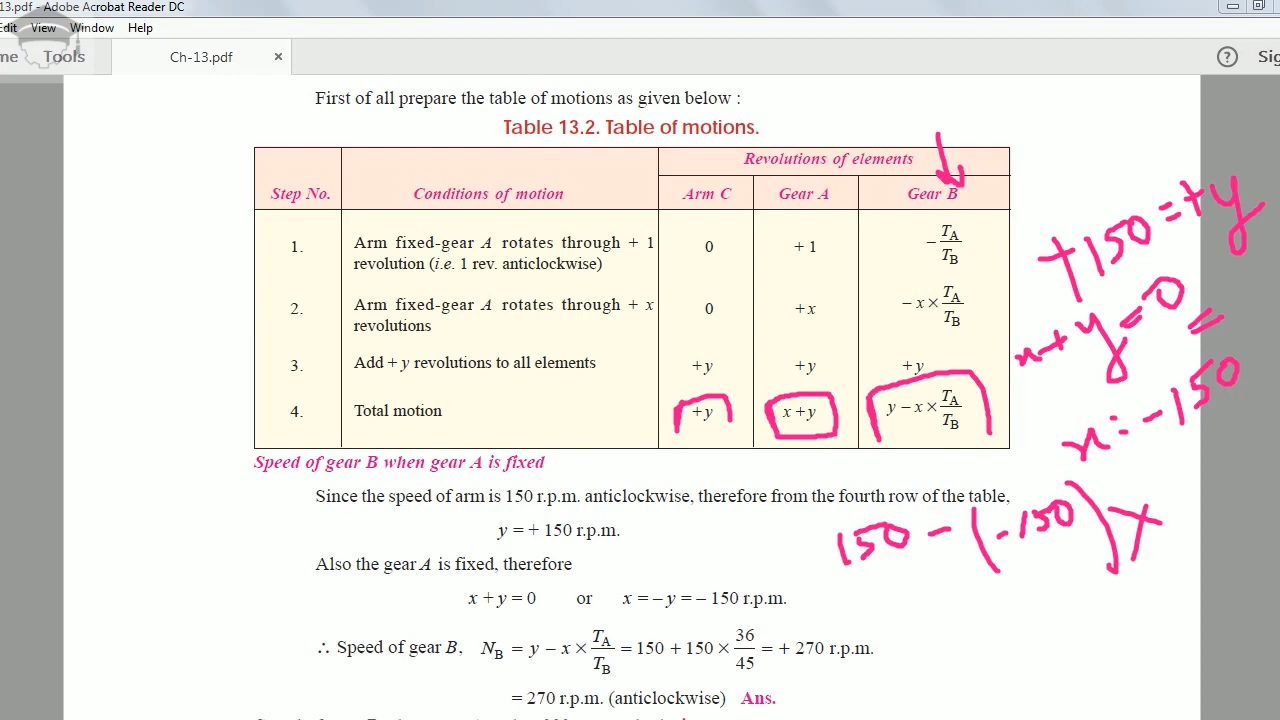 13.pdf - Adobe Acrobat Reader DC
Edit View Window Help
me Tools Ch-13.pdf × ? Sig
First of all prepare the table of motions as given below :
Table 13.2. Table of motions.
Revolutions of elements
Step No. Conditions of motion Arm C Gear A Gear B
1. Arm fixed-gear A rotates through + 1 revolution (i.e. 1 rev. anticlockwise) 0 + 1 – T_A/T_B
2. Arm fixed-gear A rotates through + x revolutions 0 +x – x × T_A/T_B
3. Add + y revolutions to all elements +y +y +y
4. Total motion +y x + y y – x × T_A/T_B
+150=+y
x+y=0 =
x=-150
150-(-150)×
Speed of gear B when gear A is fixed
Since the speed of arm is 150 r.p.m. anticlockwise, therefore from the fourth row of the table,
y = + 150 r.p.m.
Also the gear A is fixed, therefore
x + y = 0 or x = – y = – 150 r.p.m.
∴ Speed of gear B, N_B = y – x × T_A/T_B = 150 + 150 × 36/45 = + 270 r.p.m.
= 270 r.p.m. (anticlockwise) Ans.